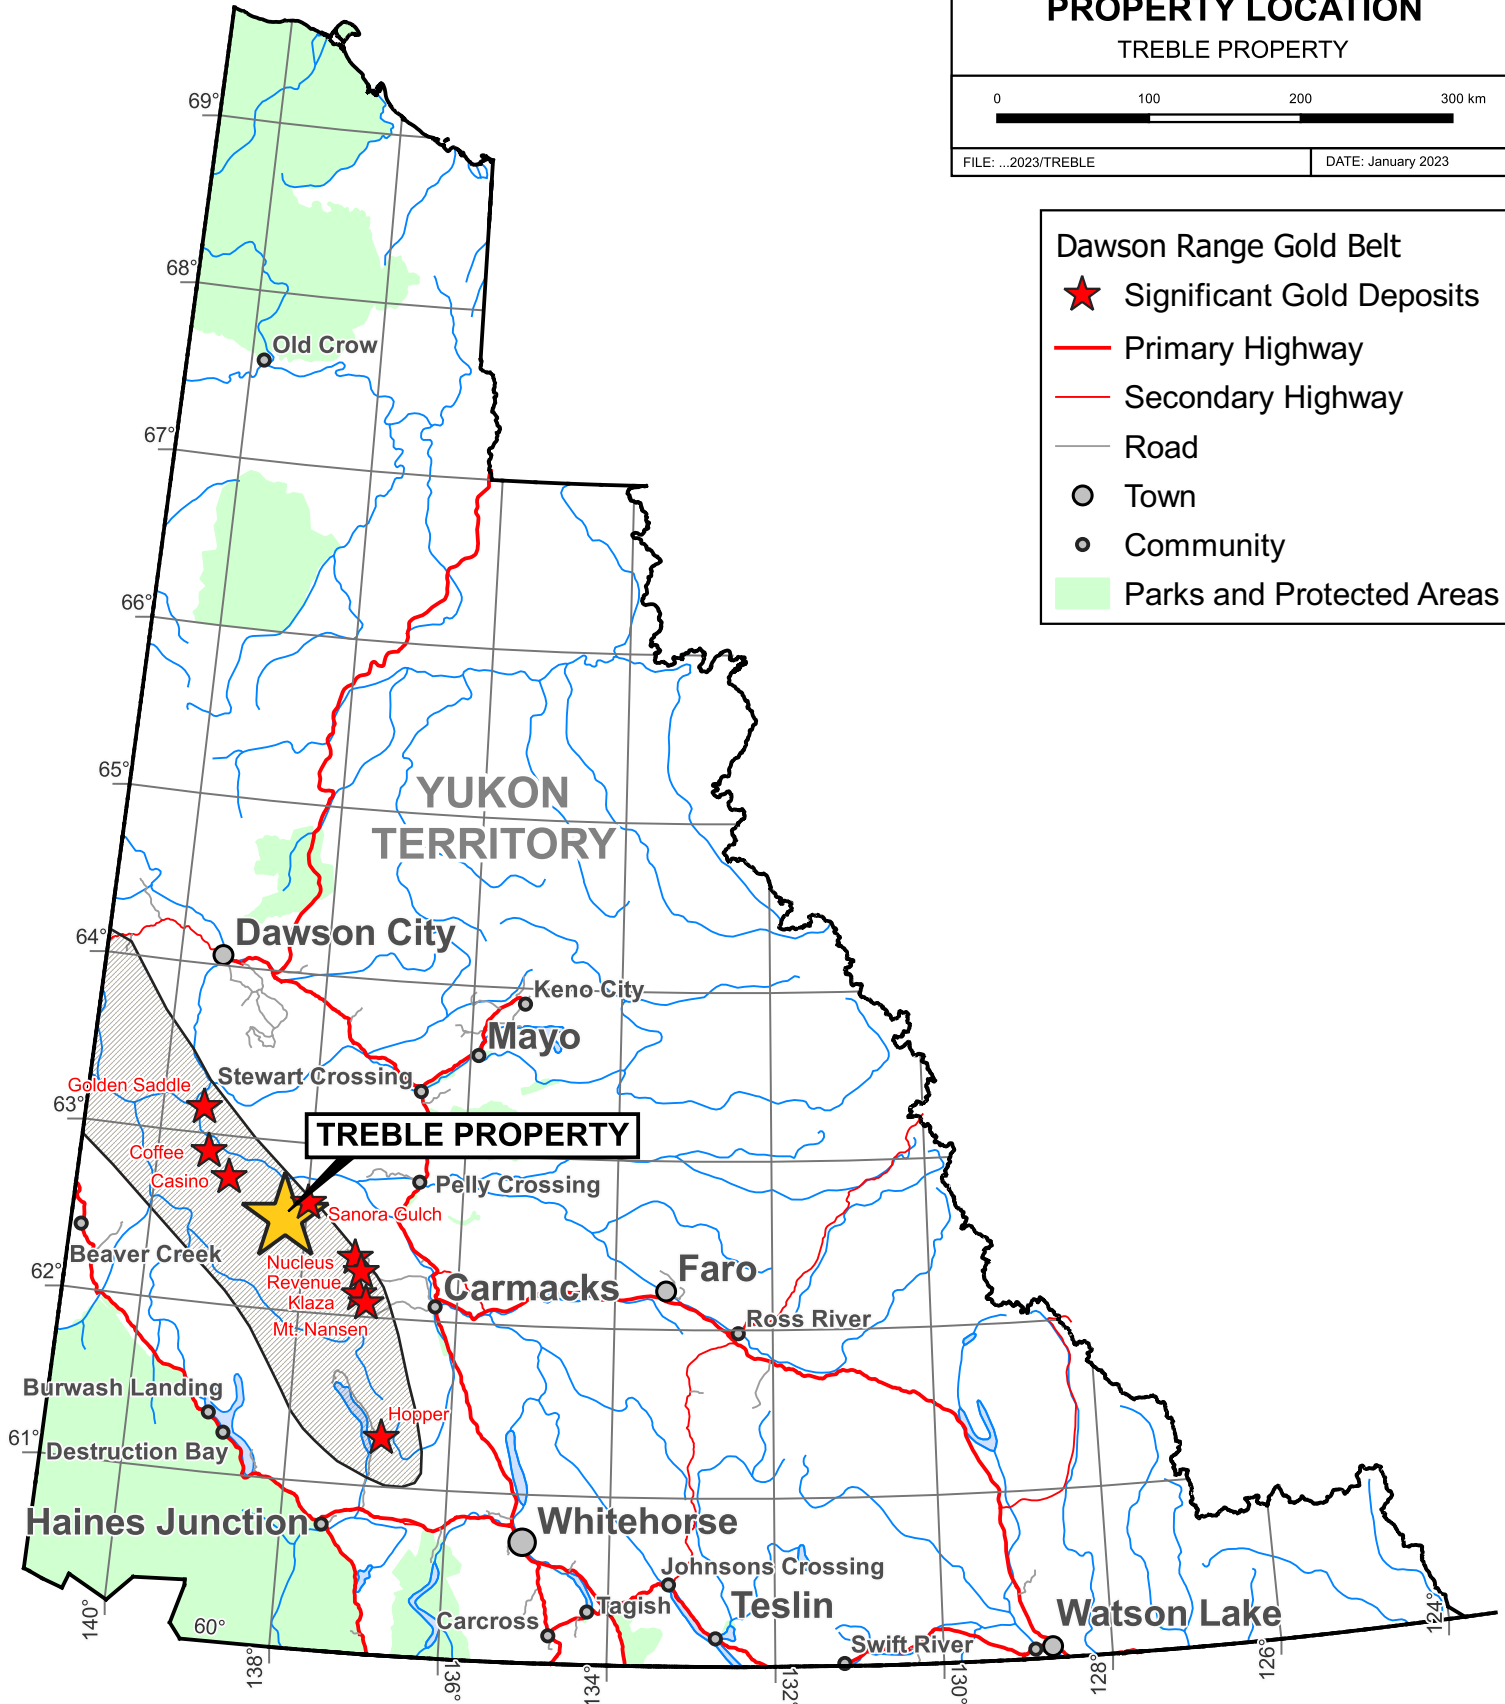 PROPERTY LOCATION
TREBLE PROPERTY
0 100 200 300 km
FILE: ...2023/TREBLE
DATE: January 2023
Dawson Range Gold Belt
Significant Gold Deposits
Primary Highway
Secondary Highway
Road
Town
Community
Parks and Protected Areas
69°
68°
Old Crow
67°
66°
65°
YUKON
TERRITORY
64°
Dawson City
Keno City
Mayo
Stewart Crossing
Golden Saddle
63°
TREBLE PROPERTY
Coffee
Casino
Pelly Crossing
Sanora Gulch
Beaver Creek
Nucleus
62°
Revenue
Klaza
Mt. Nansen
Carmacks
Faro
Ross River
Burwash Landing
Hopper
61°
Destruction Bay
Haines Junction
Whitehorse
Johnsons Crossing
Tagish
Teslin
Carcross
Swift River
Watson Lake
60°
140°
138°
134°
132°
130°
128°
126°
124°